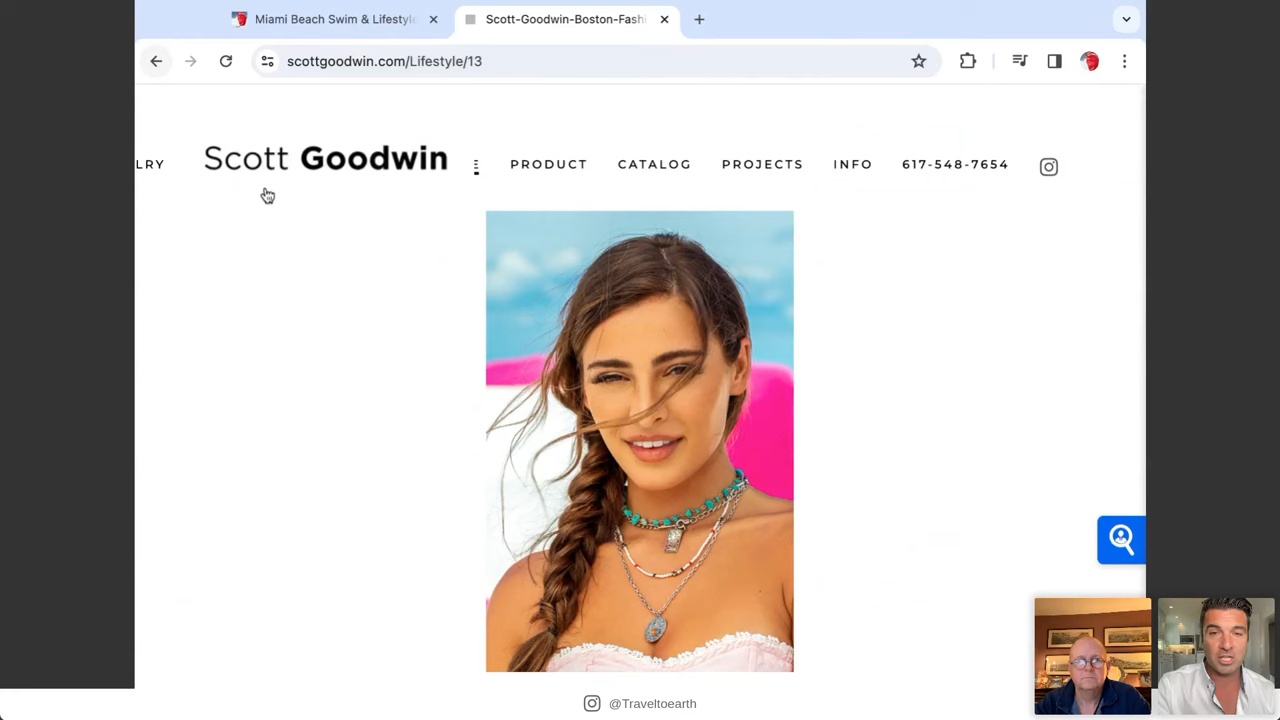 Miami Beach Swim & Lifestyle
Scott-Goodwin-Boston-Fashi
scottgoodwin.com/Lifestyle/13
LRY
Scott Goodwin
PRODUCT
CATALOG
PROJECTS
INFO
617-548-7654
@Traveltoearth